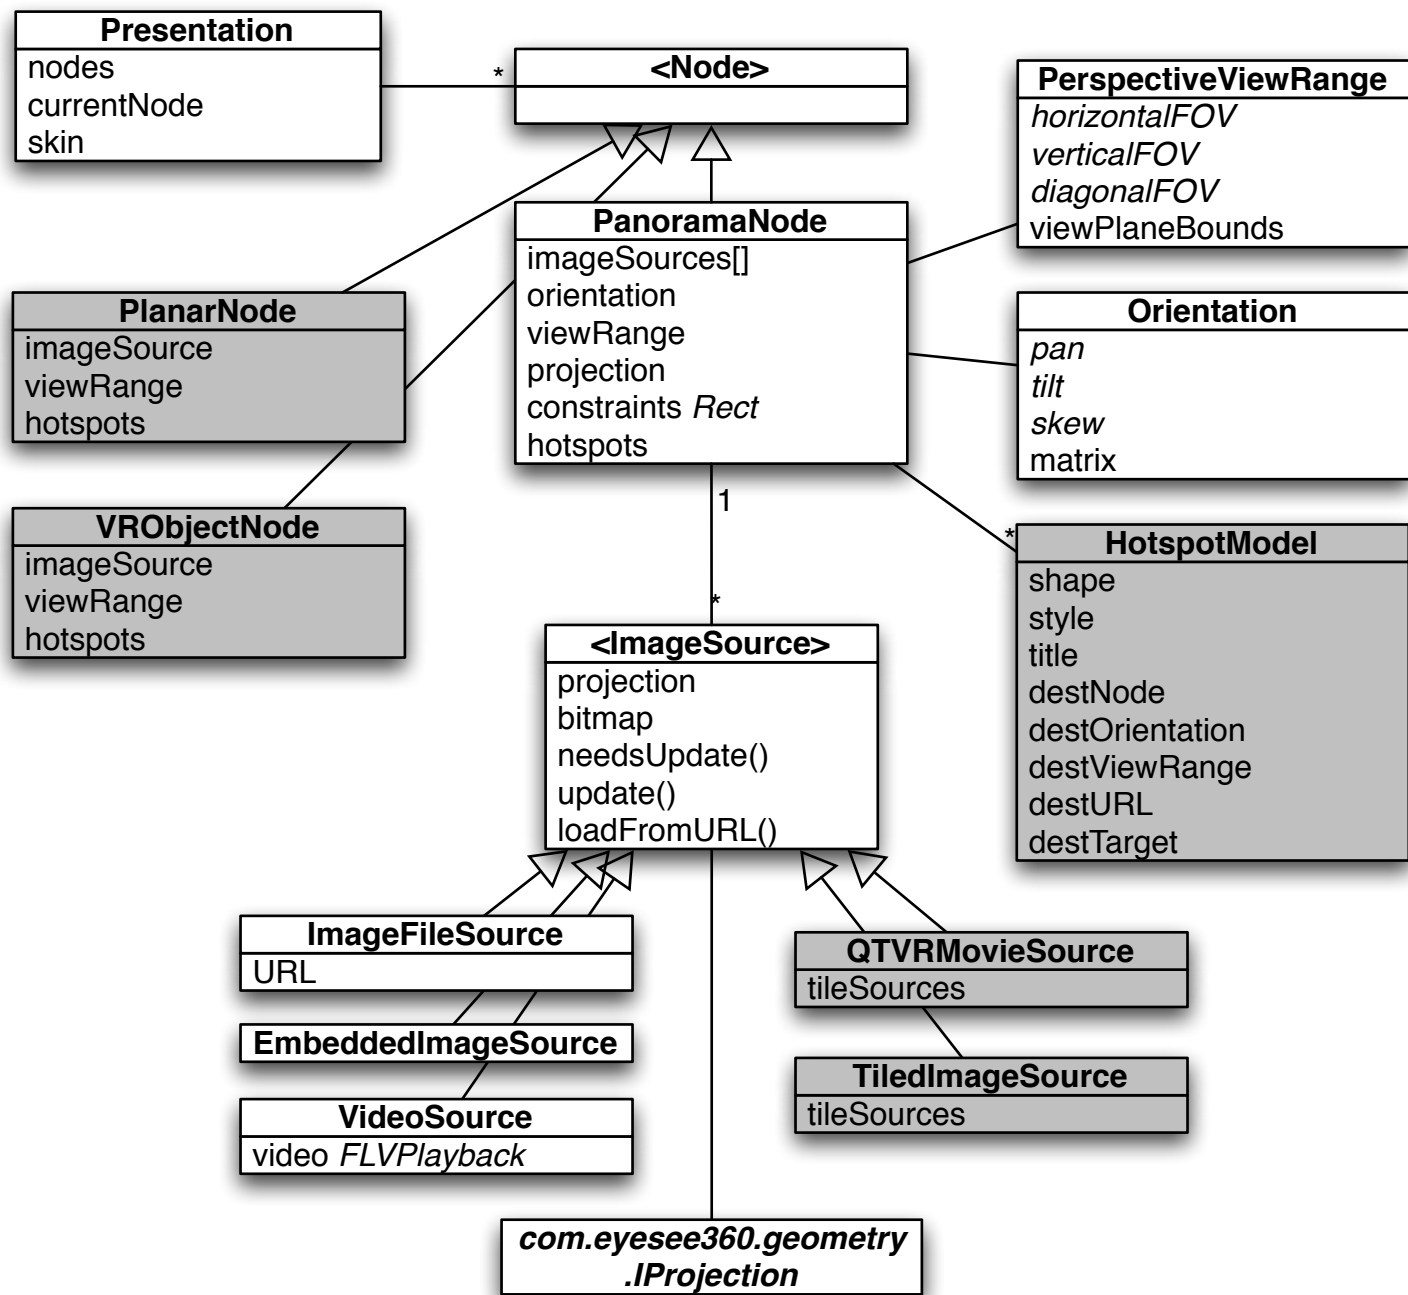 Presentation
nodes
currentNode
skin
*
<Node>
PerspectiveViewRange
horizontalFOV
verticalFOV
diagonalFOV
viewPlaneBounds
PanoramaNode
imageSources[]
orientation
viewRange
projection
constraints Rect
hotspots
PlanarNode
imageSource
viewRange
hotspots
Orientation
pan
tilt
skew
matrix
VRObjectNode
imageSource
viewRange
hotspots
1
*
*
HotspotModel
shape
style
title
destNode
destOrientation
destViewRange
destURL
destTarget
<ImageSource>
projection
bitmap
needsUpdate()
update()
loadFromURL()
ImageFileSource
URL
EmbeddedImageSource
VideoSource
video FLVPlayback
QTVRMovieSource
tileSources
TiledImageSource
tileSources
com.eyesee360.geometry
.IProjection